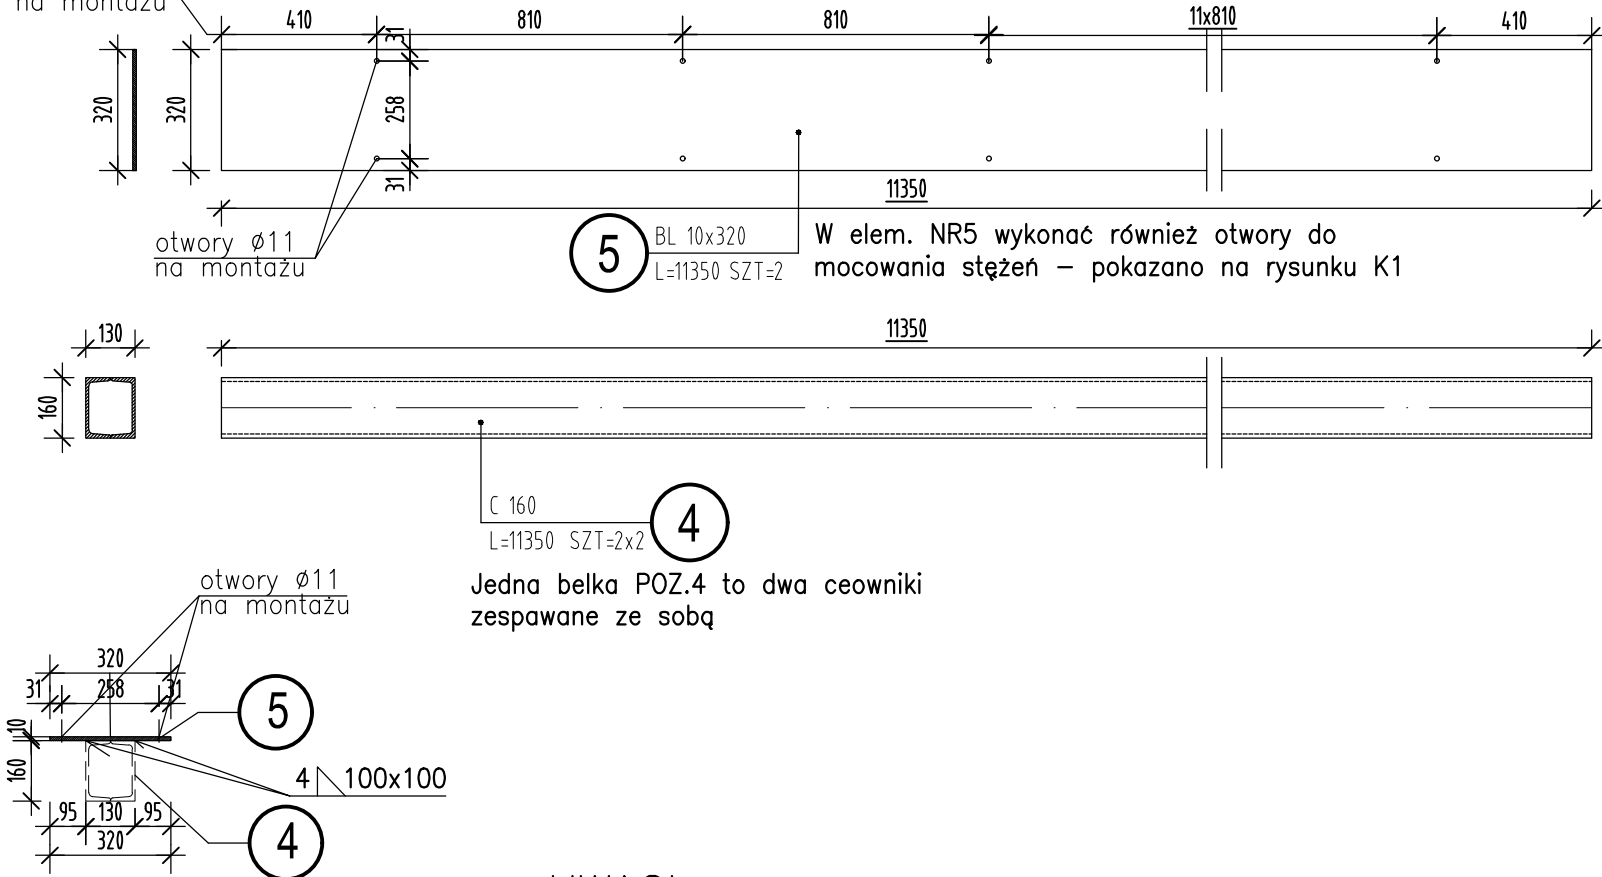 na montażu
410
810
810
11x810
410
31
320
320
258
31
11350
otwory ø11
na montażu
5
BL 10x320
L=11350 SZT=2
W elem. NR5 wykonać również otwory do
mocowania stężeń – pokazano na rysunku K1
130
11350
160
C 160
L=11350 SZT=2x2
4
Jedna belka POZ.4 to dwa ceowniki
zespawane ze sobą
otwory ø11
na montażu
320
31
258
31
5
10
160
4
100x100
95
130
95
320
4